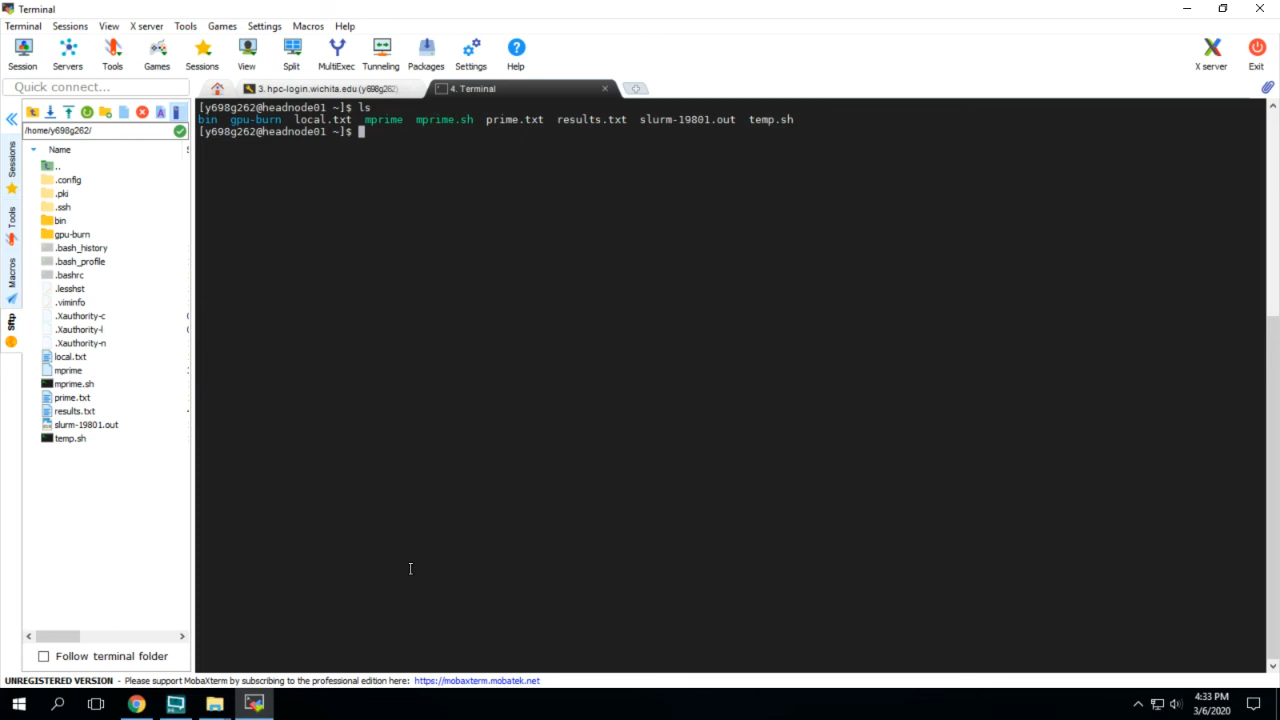 Terminal
Terminal Sessions View X server Tools Games Settings Macros Help
Session Servers Tools Games Sessions View Split MultiExec Tunneling Packages Settings Help X server Exit
Quick connect...
3. hpc-login.wichita.edu (y698g262)
4. Terminal
/home/y698g262/
Name
..
.config
.pki
.ssh
bin
gpu-burn
.bash_history
.bash_profile
.bashrc
.lesshst
.viminfo
.Xauthority-c
.Xauthority-l
.Xauthority-n
local.txt
mprime
mprime.sh
prime.txt
results.txt
slurm-19801.out
temp.sh
Sessions
Tools
Macros
Sftp
Follow terminal folder
[y698g262@headnode01 ~]$ ls
bin gpu-burn local.txt mprime mprime.sh prime.txt results.txt slurm-19801.out temp.sh
[y698g262@headnode01 ~]$
UNREGISTERED VERSION - Please support MobaXterm by subscribing to the professional edition here: https://mobaxterm.mobatek.net
4:33 PM
3/6/2020